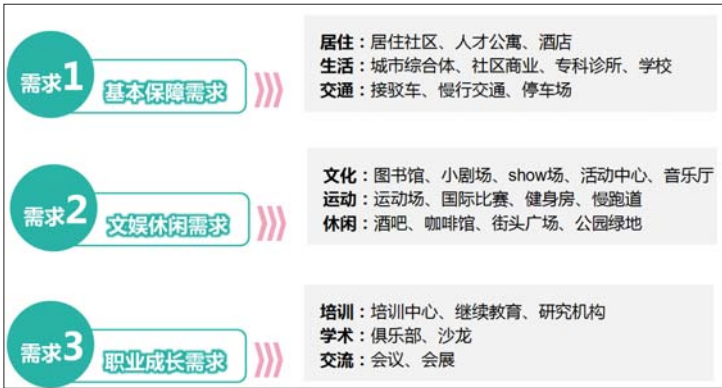 需求1
基本保障需求
居住：居住社区、人才公寓、酒店
生活：城市综合体、社区商业、专科诊所、学校
交通：接驳车、慢行交通、停车场
需求2
文娱休闲需求
文化：图书馆、小剧场、show场、活动中心、音乐厅
运动：运动场、国际比赛、健身房、慢跑道
休闲：酒吧、咖啡馆、街头广场、公园绿地
需求3
职业成长需求
培训：培训中心、继续教育、研究机构
学术：俱乐部、沙龙
交流：会议、会展